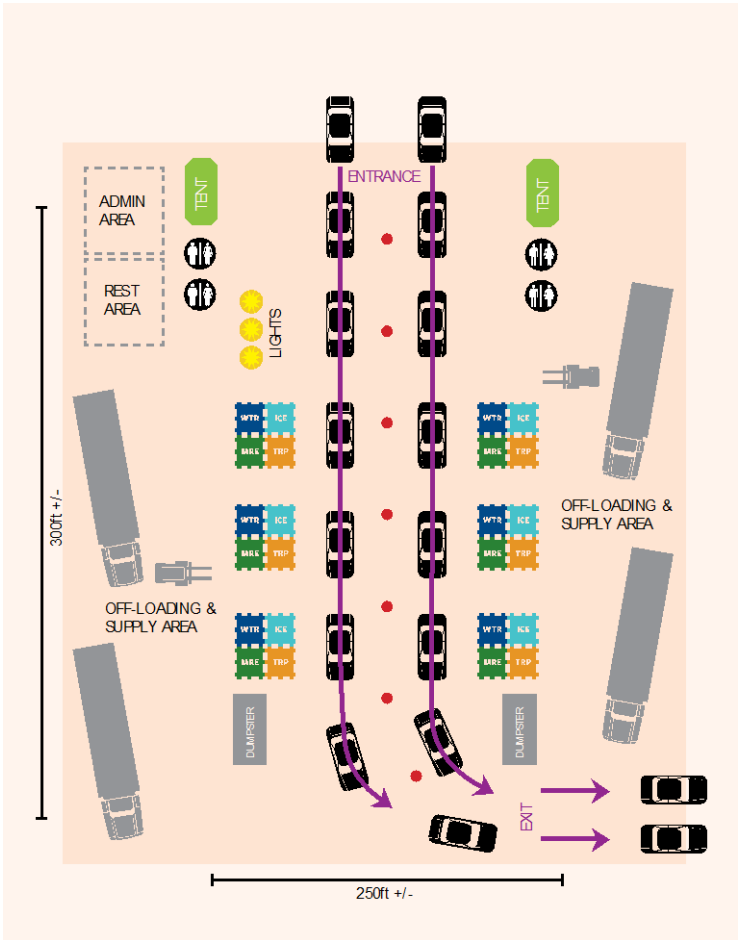 ENTRANCE
ADMIN
AREA
TENT
TENT
REST
AREA
LIGHTS
WTR ICE
MRE TRP
WTR ICE
MRE TRP
300ft +/-
WTR ICE
MRE TRP
WTR ICE
MRE TRP
OFF-LOADING &
SUPPLY AREA
OFF-LOADING &
SUPPLY AREA
WTR ICE
MRE TRP
WTR ICE
MRE TRP
DUMPSTER
DUMPSTER
EXIT
250ft +/-